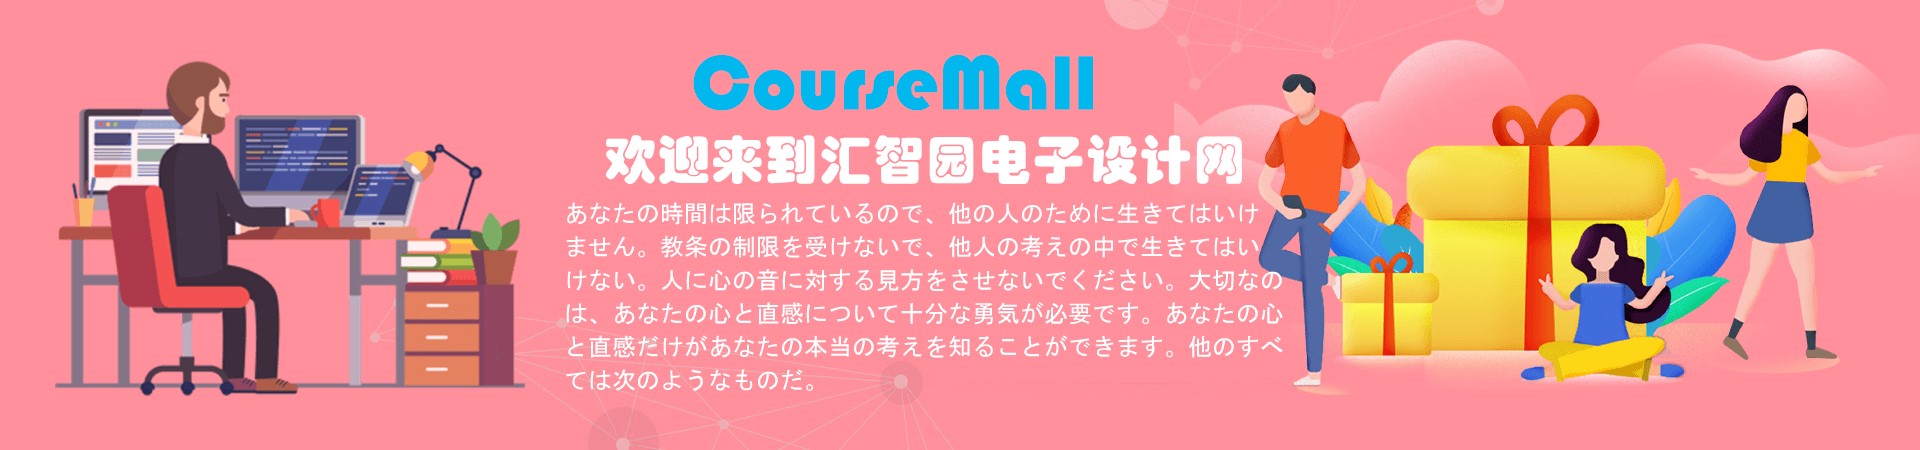 CourseMall
欢迎来到汇智园电子设计网
あなたの時間は限られているので、他の人のために生きてはいけ
ません。教条の制限を受けないで、他人の考えの中で生きてはい
けない。人に心の音に対する見方をさせないでください。大切なの
は、あなたの心と直感について十分な勇気が必要です。あなたの心
と直感だけがあなたの本当の考えを知ることができます。他のすべ
ては次のようなものだ。